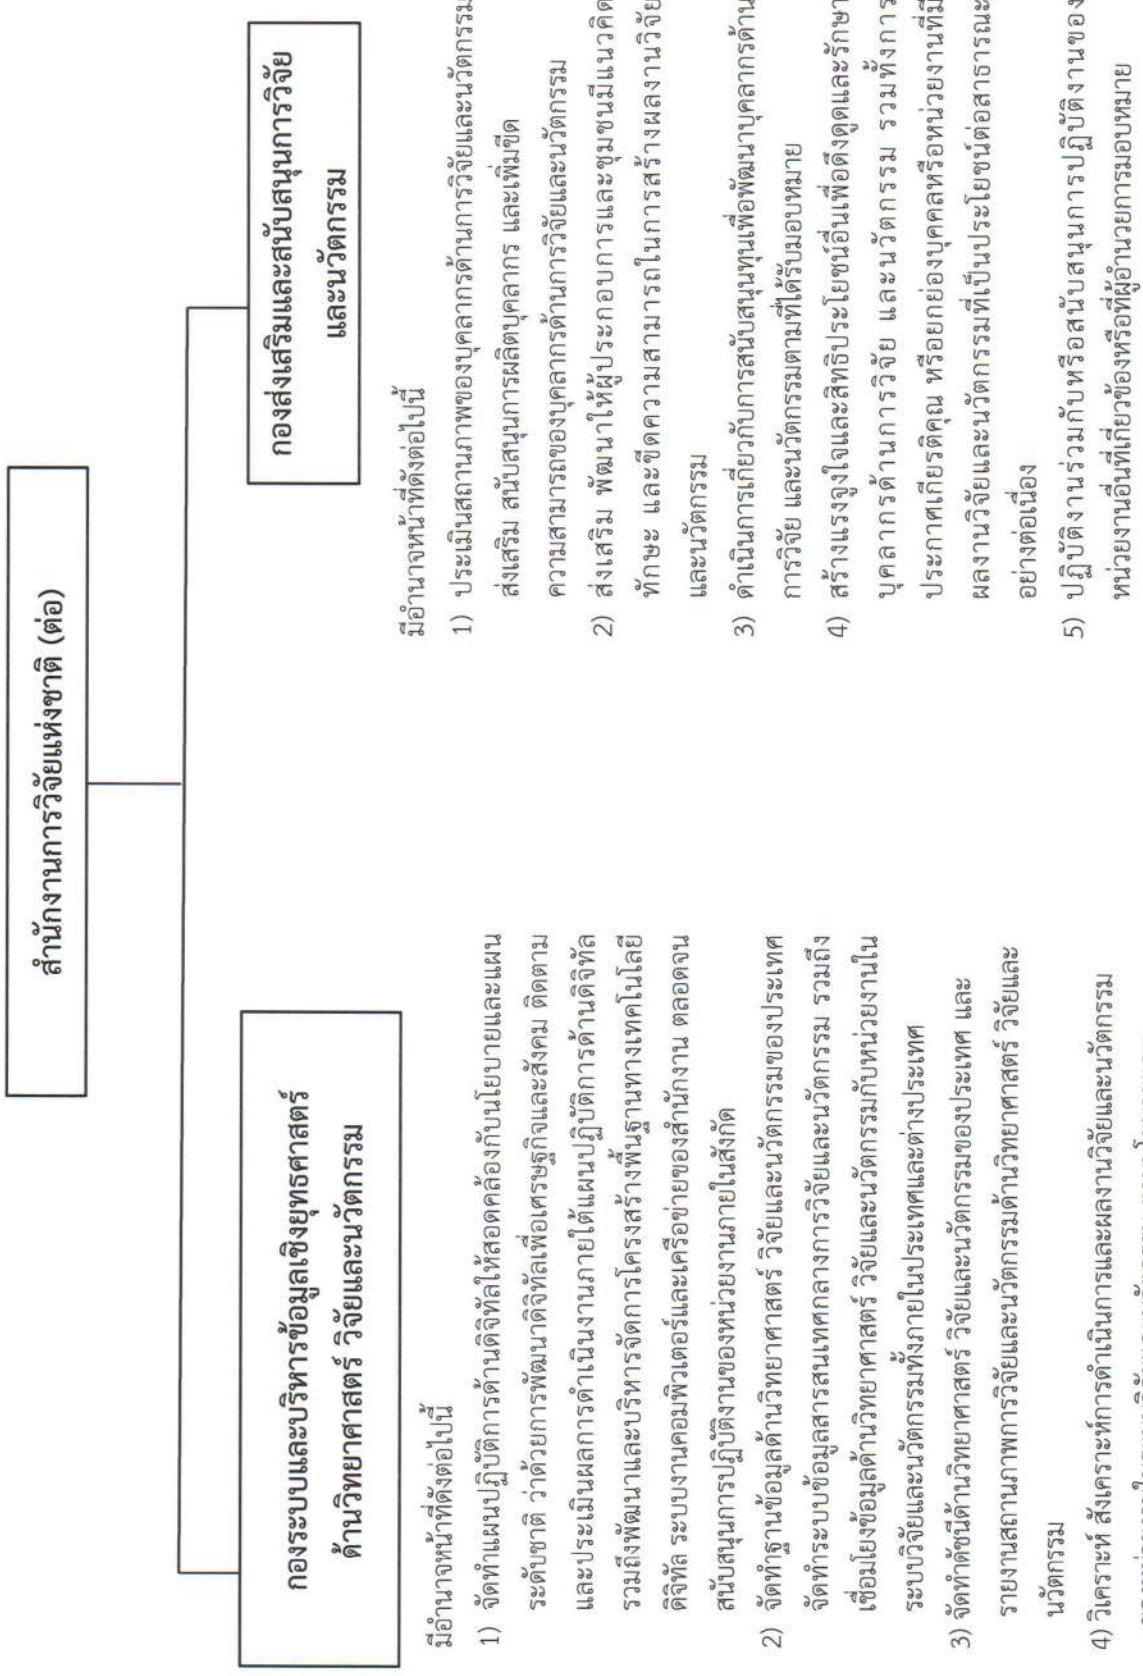 สำนักงานการวิจัยแห่งชาติ (ต่อ)
กองระบบและบริหารข้อมูลเชิงยุทธศาสตร์
ด้านวิทยาศาสตร์ วิจัยและนวัตกรรม
มีอำนาจหน้าที่ดังต่อไปนี้
1) จัดทำแผนปฏิบัติการด้านดิจิทัลให้สอดคล้องกับนโยบายและแผน
ระดับชาติ ว่าด้วยการพัฒนาดิจิทัลเพื่อเศรษฐกิจและสังคม ติดตาม
และประเมินผลการดำเนินงานภายใต้แผนปฏิบัติการด้านดิจิทัล
รวมถึงพัฒนาและบริหารจัดการโครงสร้างพื้นฐานทางเทคโนโลยี
ดิจิทัล ระบบงานคอมพิวเตอร์และเครือข่ายของสำนักงาน ตลอดจน
สนับสนุนการปฏิบัติงานของหน่วยงานภายในสังกัด
2) จัดทำฐานข้อมูลด้านวิทยาศาสตร์ วิจัยและนวัตกรรมของประเทศ
จัดทำระบบข้อมูลสารสนเทศกลางการวิจัยและนวัตกรรม รวมถึง
เชื่อมโยงข้อมูลด้านวิทยาศาสตร์ วิจัยและนวัตกรรมกับหน่วยงานใน
ระบบวิจัยและนวัตกรรมทั้งภายในประเทศและต่างประเทศ
3) จัดทำดัชนีด้านวิทยาศาสตร์ วิจัยและนวัตกรรมของประเทศ และ
รายงานสถานภาพการวิจัยและนวัตกรรมด้านวิทยาศาสตร์ วิจัยและ
นวัตกรรม
4) วิเคราะห์ สังเคราะห์การดำเนินการและผลงานวิจัยและนวัตกรรม
กองส่งเสริมและสนับสนุนการวิจัย
และนวัตกรรม
มีอำนาจหน้าที่ดังต่อไปนี้
1) ประเมินสถานภาพของบุคลากรด้านการวิจัยและนวัตกรรม
ส่งเสริม สนับสนุนการผลิตบุคลากร และเพิ่มขีด
ความสามารถของบุคลากรด้านการวิจัยและนวัตกรรม
2) ส่งเสริม พัฒนาให้ผู้ประกอบการและชุมชนมีแนวคิด
ทักษะ และขีดความสามารถในการสร้างผลงานวิจัย
และนวัตกรรม
3) ดำเนินการเกี่ยวกับการสนับสนุนทุนเพื่อพัฒนาบุคลากรด้าน
การวิจัย และนวัตกรรมตามที่ได้รับมอบหมาย
4) สร้างแรงจูงใจและสิทธิประโยชน์อื่นเพื่อดึงดูดและรักษา
บุคลากรด้านการวิจัย และนวัตกรรม รวมทั้งการ
ประกาศเกียรติคุณ หรือยกย่องบุคคลหรือหน่วยงานที่มี
ผลงานวิจัยและนวัตกรรมที่เป็นประโยชน์ต่อสาธารณะ
อย่างต่อเนื่อง
5) ปฏิบัติงานร่วมกับหรือสนับสนุนการปฏิบัติงานของ
หน่วยงานอื่นที่เกี่ยวข้องหรือที่ผู้อำนวยการมอบหมาย